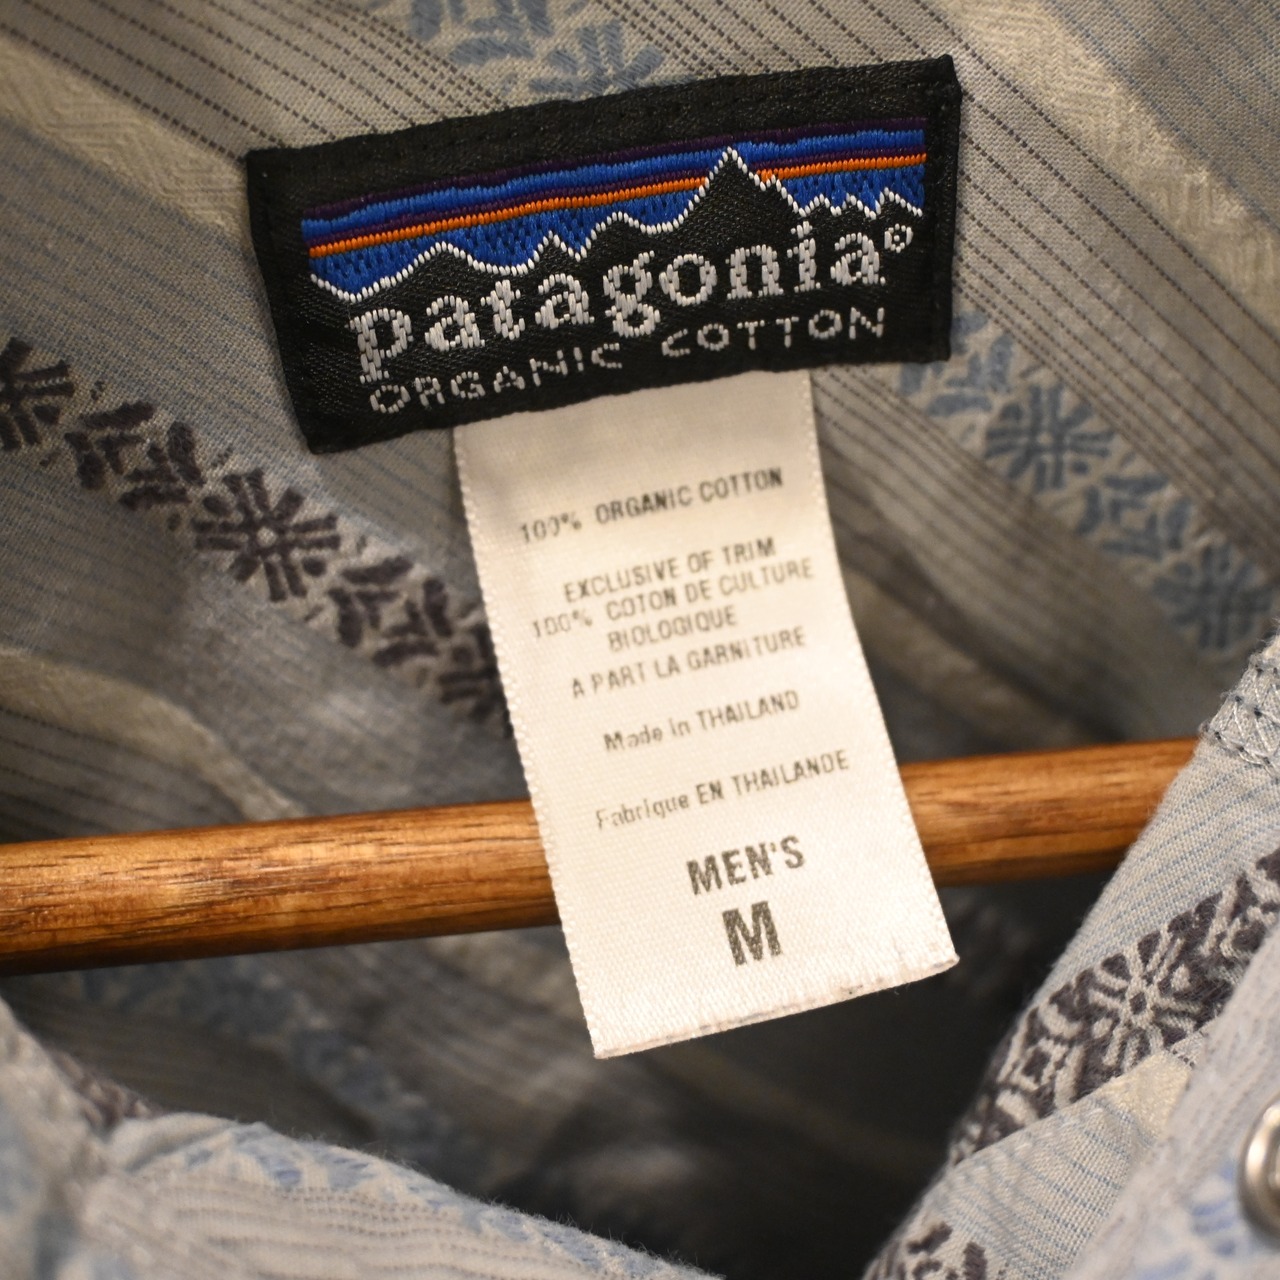 patagonia®
ORGANIC COTTON
100% ORGANIC COTTON
EXCLUSIVE OF TRIM
100% COTON DE CULTURE
BIOLOGIQUE
A PART LA GARNITURE
Made in THAILAND
Fabrique EN THAILANDE
MEN'S
M